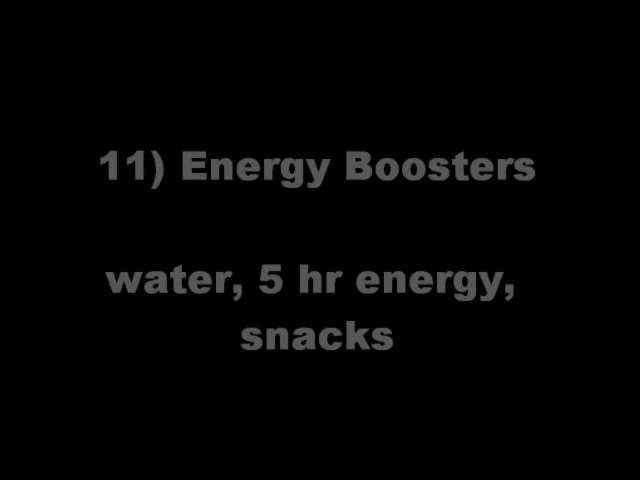 11) Energy Boosters
water, 5 hr energy,
snacks